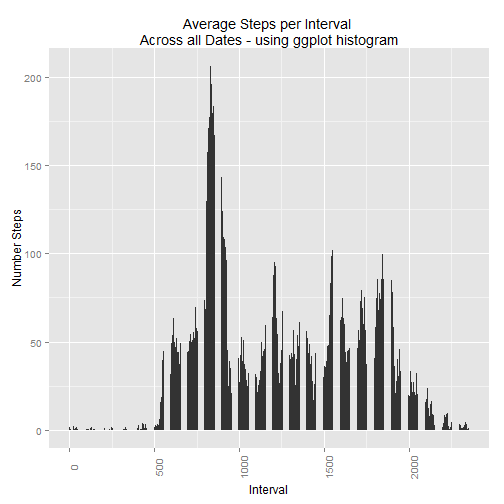 Average Steps per Interval
Across all Dates - using ggplot histogram
Number Steps
200
150
100
50
0
0
500
1000
1500
2000
Interval